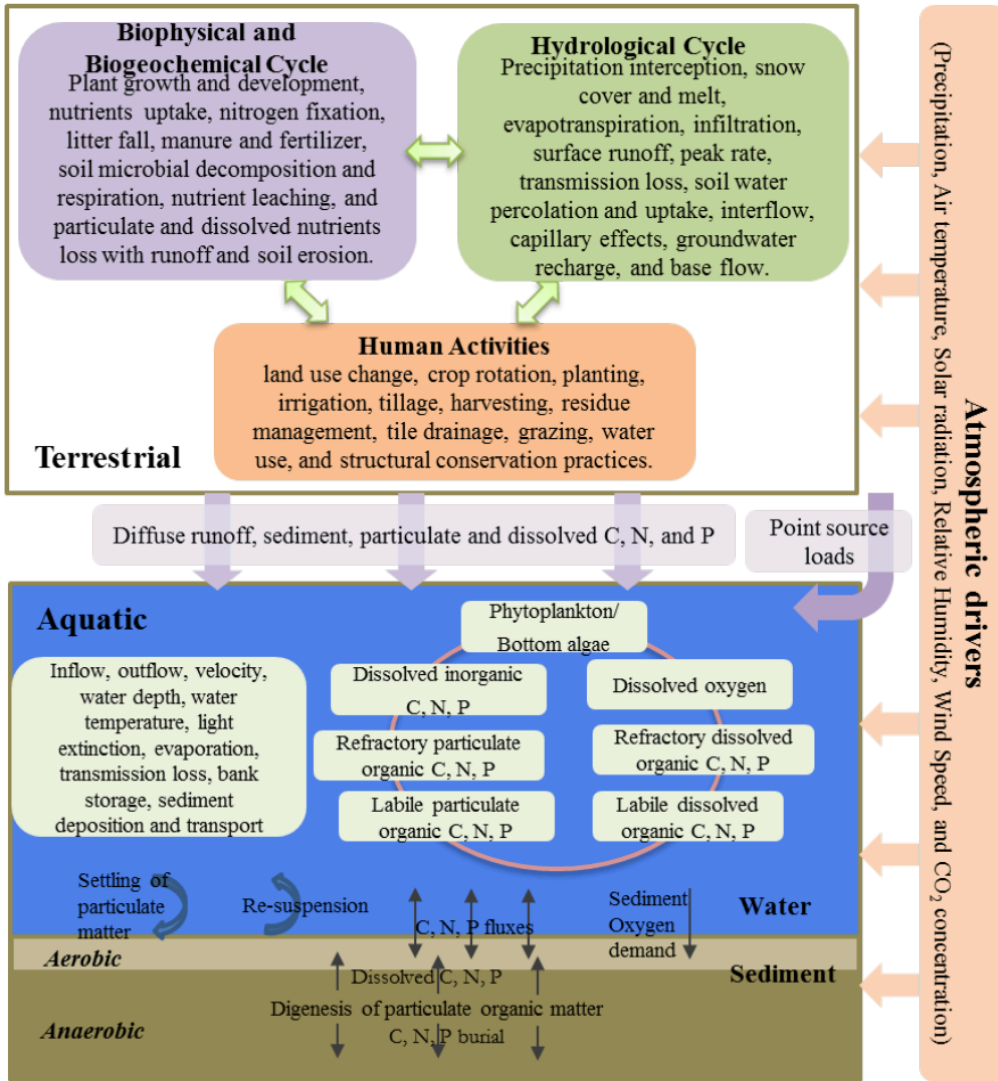 Biophysical and
Biogeochemical Cycle
Plant growth and development,
nutrients uptake, nitrogen fixation,
litter fall, manure and fertilizer,
soil microbial decomposition and
respiration, nutrient leaching, and
particulate and dissolved nutrients
loss with runoff and soil erosion.
Hydrological Cycle
Precipitation interception, snow
cover and melt,
evapotranspiration, infiltration,
surface runoff, peak rate,
transmission loss, soil water
percolation and uptake, interflow,
capillary effects, groundwater
recharge, and base flow.
Human Activities
land use change, crop rotation, planting,
irrigation, tillage, harvesting, residue
management, tile drainage, grazing, water
use, and structural conservation practices.
Terrestrial
Diffuse runoff, sediment, particulate and dissolved C, N, and P
Point source
loads
Aquatic
Inflow, outflow, velocity,
water depth, water
temperature, light
extinction, evaporation,
transmission loss, bank
storage, sediment
deposition and transport
Phytoplankton/
Bottom algae
Dissolved inorganic
C, N, P
Dissolved oxygen
Refractory particulate
organic C, N, P
Refractory dissolved
organic C, N, P
Labile particulate
organic C, N, P
Labile dissolved
organic C, N, P
Settling of
particulate
matter
Re-suspension
C, N, P fluxes
Sediment
Oxygen
demand
Water
Aerobic
Sediment
Dissolved C, N, P
Digenesis of particulate organic matter
Anaerobic
C, N, P burial
Atmospheric drivers
(Precipitation, Air temperature, Solar radiation, Relative Humidity, Wind Speed, and CO₂ concentration)